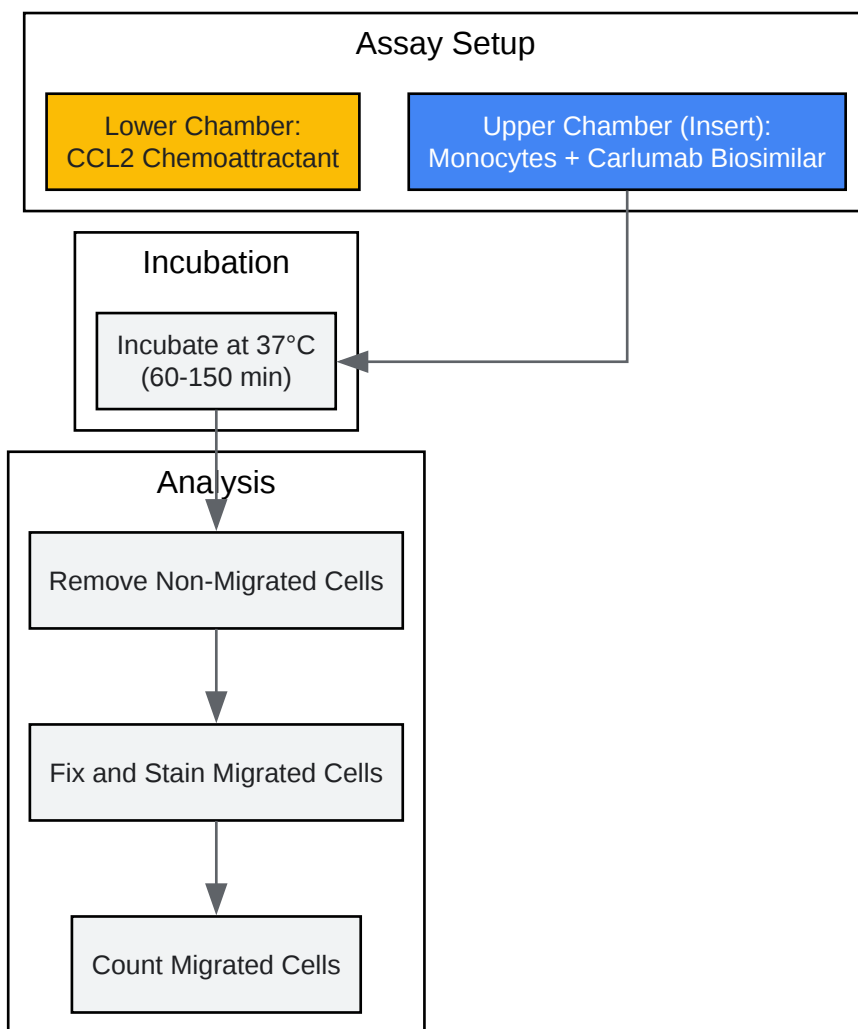 Assay Setup
Lower Chamber:
CCL2 Chemoattractant
Upper Chamber (Insert):
Monocytes + Carlumab Biosimilar
Incubation
Incubate at 37°C
(60-150 min)
Analysis
Remove Non-Migrated Cells
Fix and Stain Migrated Cells
Count Migrated Cells